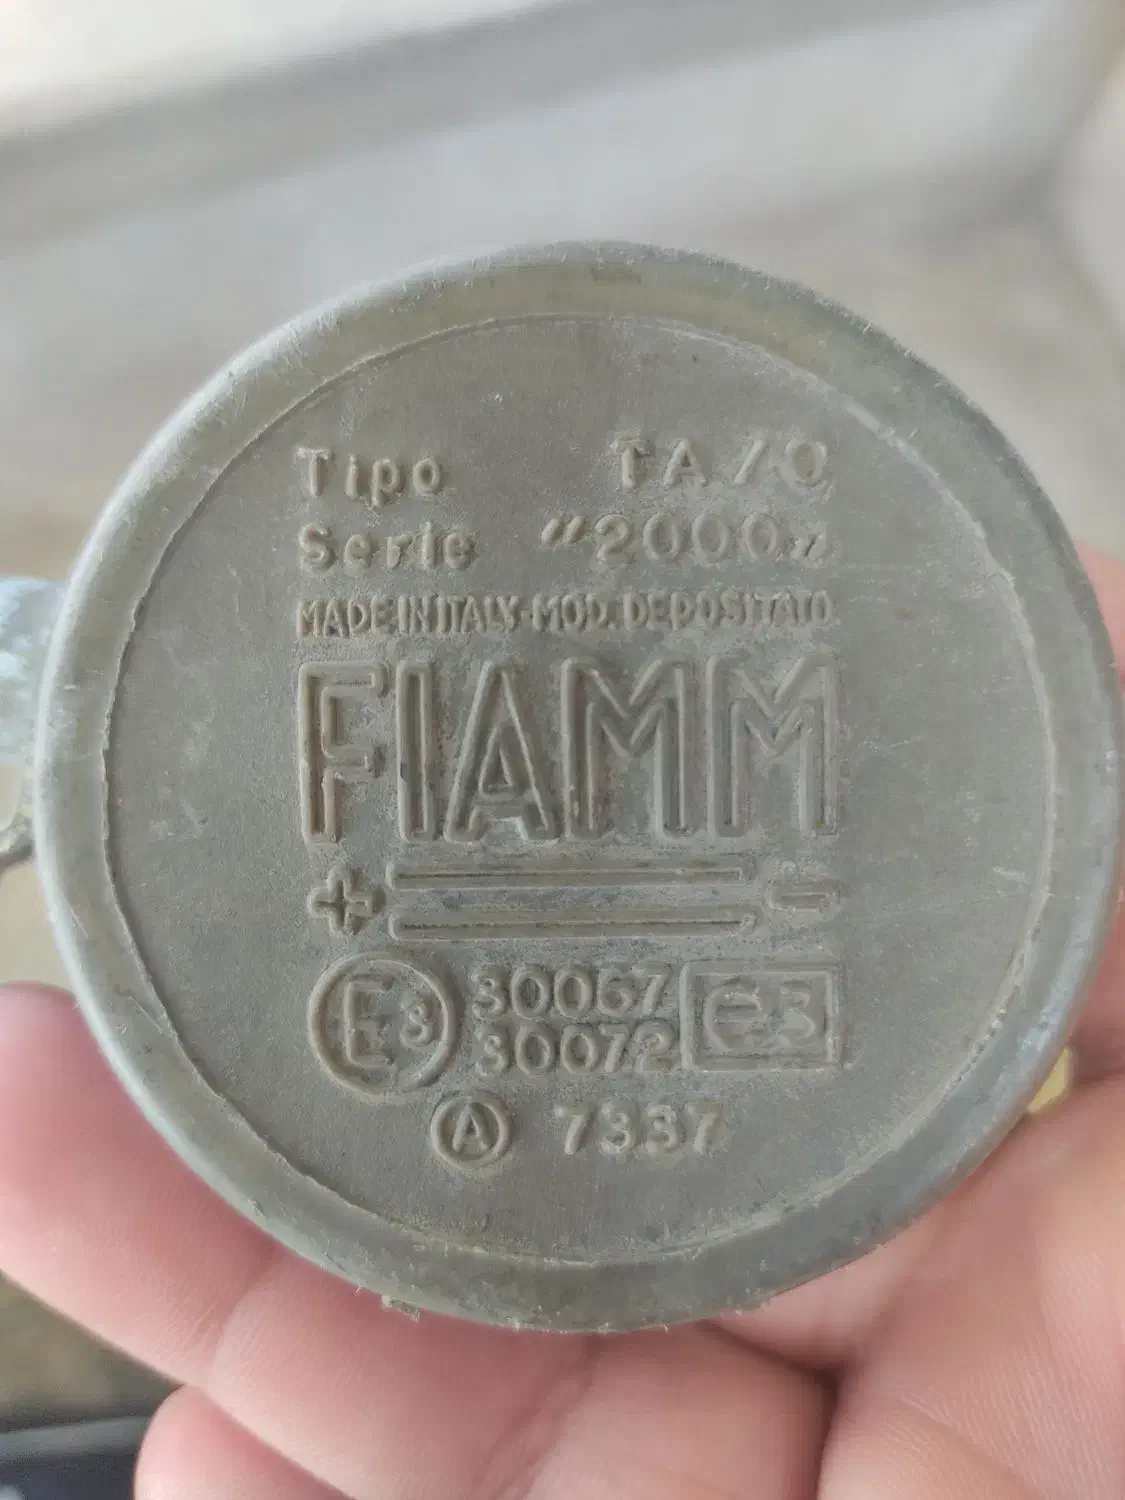 Tipo TA/Q
Serie "2000"
MADE IN ITALY-MOD. DEPOSITATO
FIAMM
+ -
E3 30067 e3
30072
A 7337